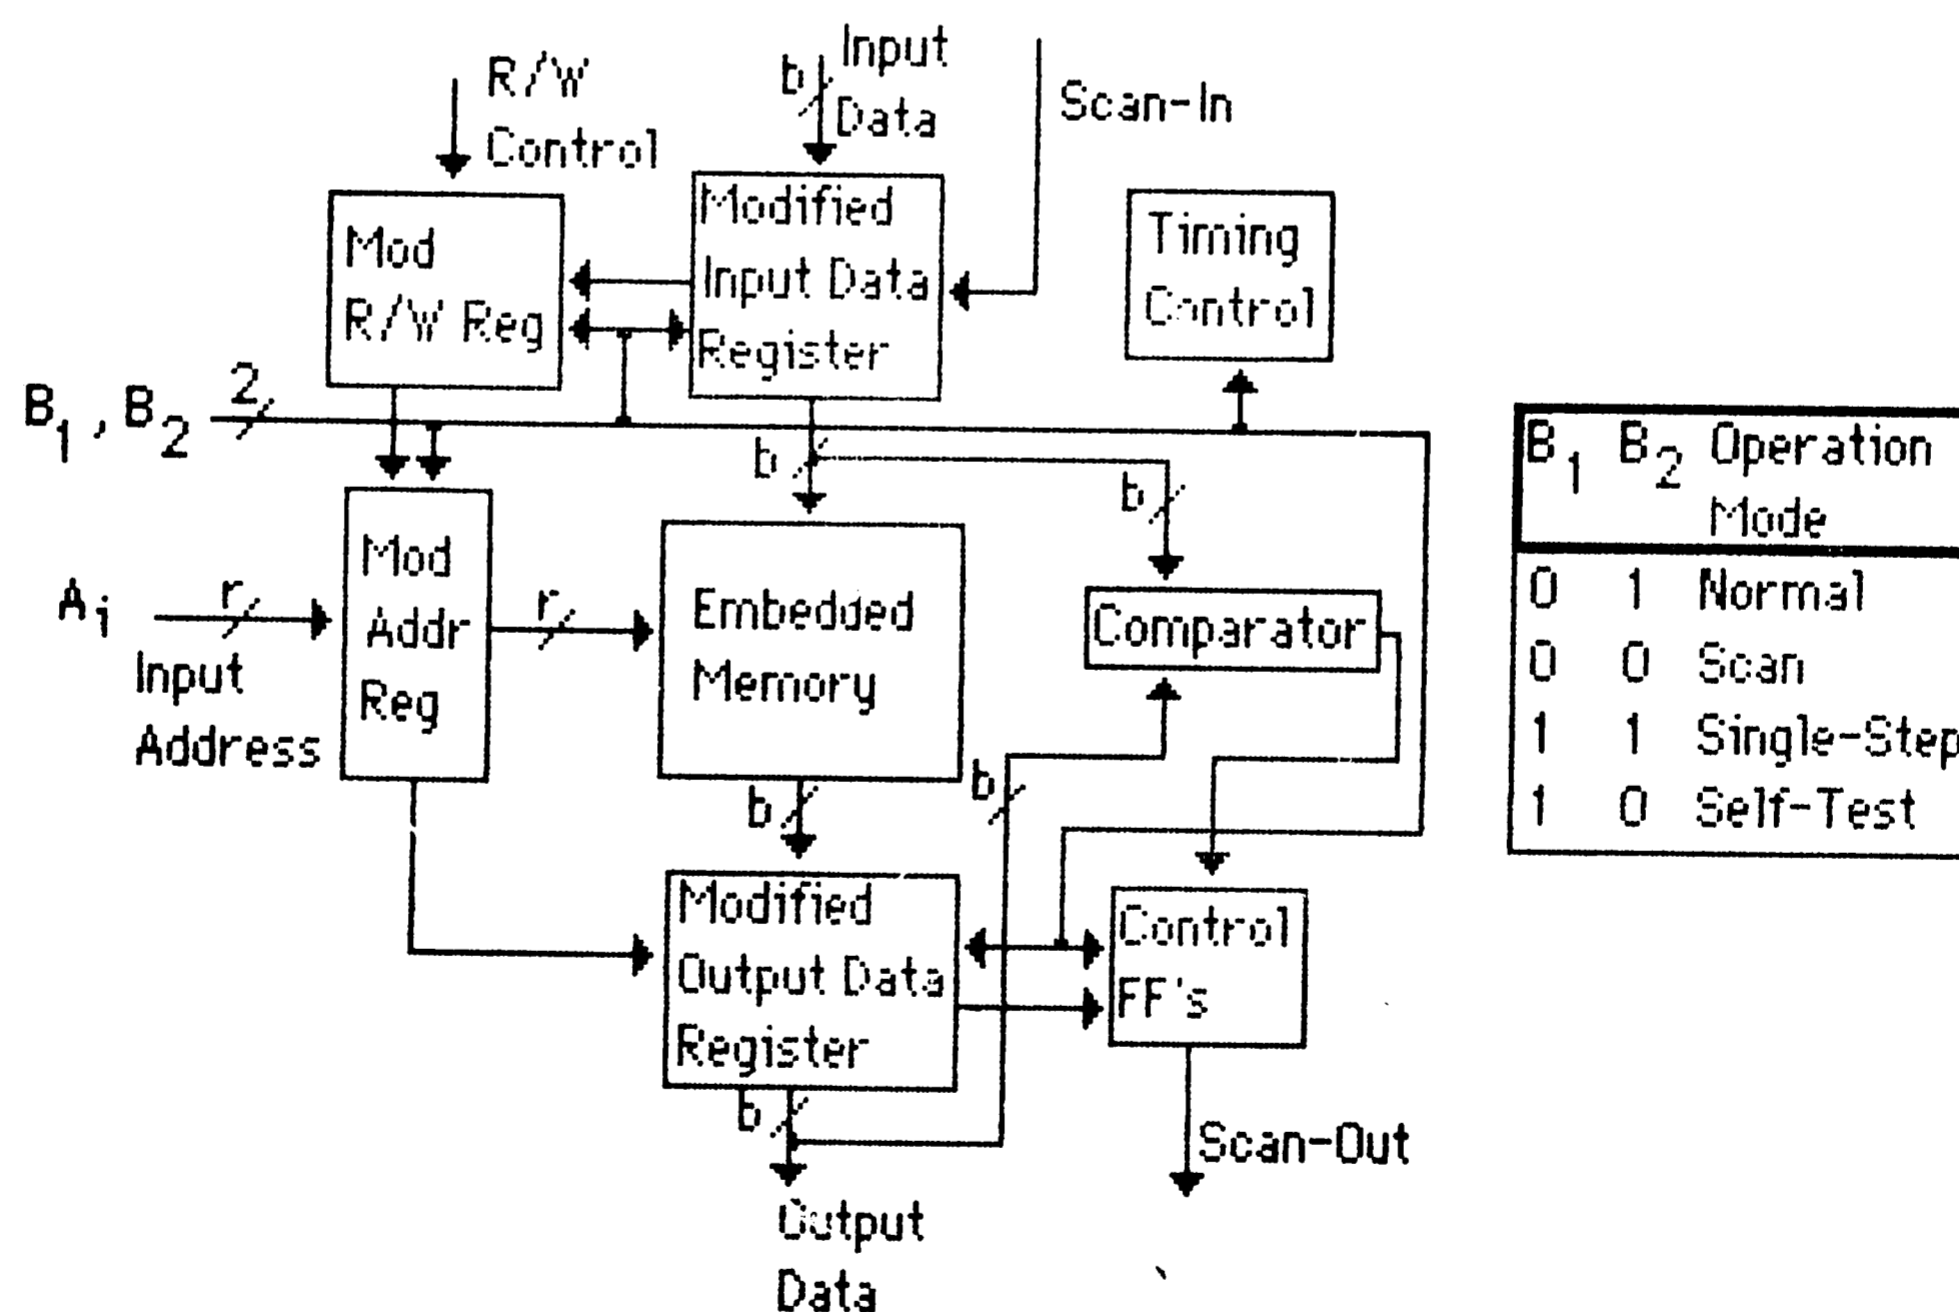 R/W
Control
b
Input
Data
Scan-In
Mod
R/W Reg
Modified
Input Data
Register
Timing
Control
B1, B2
2
b
b
Ai
r
Input
Address
Mod
Addr
Reg
r
Embedded
Memory
Comparator
b
b
Modified
Output Data
Register
Control
FF's
b
Output
Data
Scan-Out
B1 B2 Operation
Mode
0 1 Normal
0 0 Scan
1 1 Single-Step
1 0 Self-Test